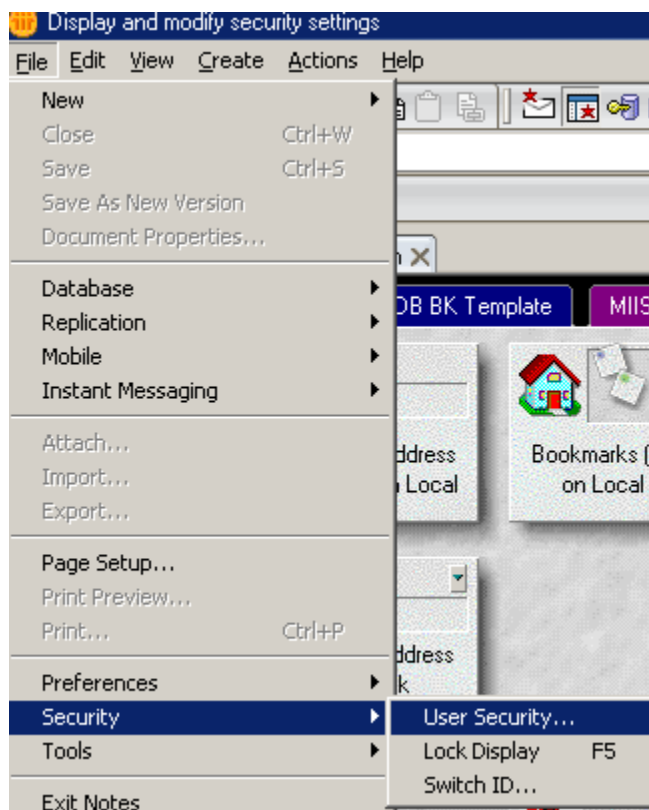 Display and modify security settings
File Edit View Create Actions Help
New
Close Ctrl+W
Save Ctrl+S
Save As New Version
Document Properties...
Database
Replication
Mobile
Instant Messaging
Attach...
Import...
Export...
Page Setup...
Print Preview...
Print... Ctrl+P
Preferences
Security
Tools
Exit Notes
User Security...
Lock Display F5
Switch ID...
DB BK Template
MIIS
ddress
Local
Bookmarks (
on Local
ddress
k